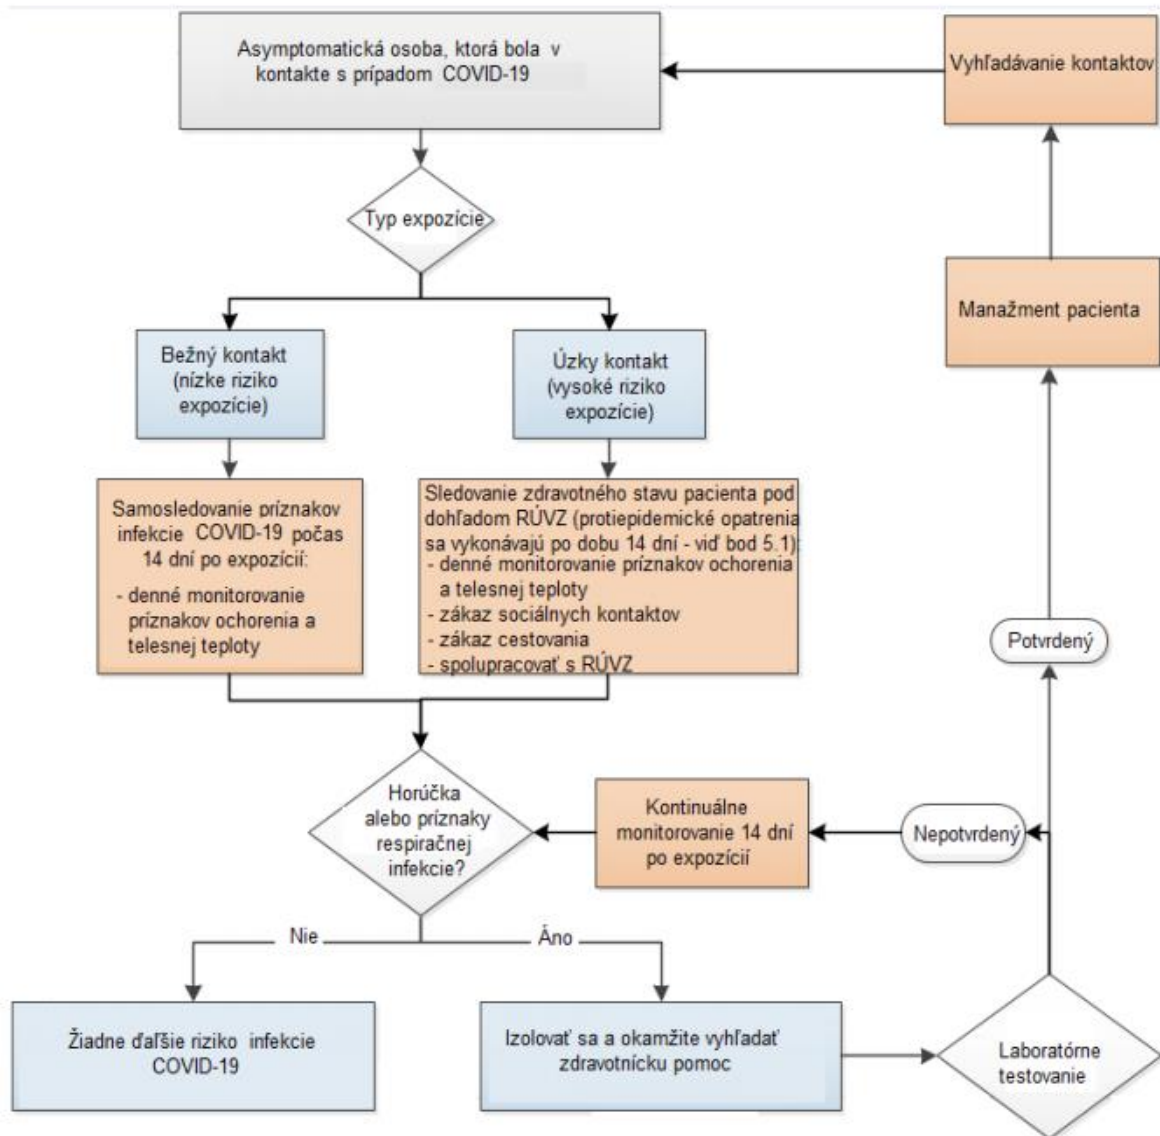 Asymptomatická osoba, ktorá bola v
kontakte s prípadom COVID-19
Vyhľadávanie kontaktov
Typ expozície
Manažment pacienta
Bežný kontakt
(nízke riziko
expozície)
Úzky kontakt
(vysoké riziko
expozície)
Samosledovanie príznakov
infekcie COVID-19 počas
14 dní po expozícií:
- denné monitorovanie
príznakov ochorenia a
telesnej teploty
Sledovanie zdravotného stavu pacienta pod
dohľadom RÚVZ (protiepidemické opatrenia
sa vykonávajú po dobu 14 dní - viď bod 5.1):
- denné monitorovanie príznakov ochorenia
a telesnej teploty
- zákaz sociálnych kontaktov
- zákaz cestovania
- spolupracovať s RÚVZ
Potvrdený
Horúčka
alebo príznaky
respiračnej
infekcie?
Kontinuálne
monitorovanie 14 dní
po expozícií
Nepotvrdený
Nie
Áno
Žiadne ďaľšie riziko infekcie
COVID-19
Izolovať sa a okamžite vyhľadať
zdravotnícku pomoc
Laboratórne
testovanie